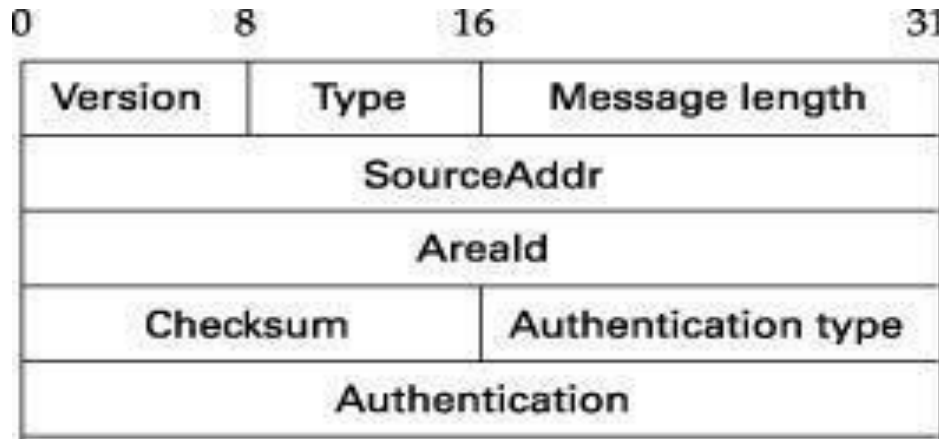 0 8 16 31
Version Type Message length
SourceAddr
AreaId
Checksum Authentication type
Authentication